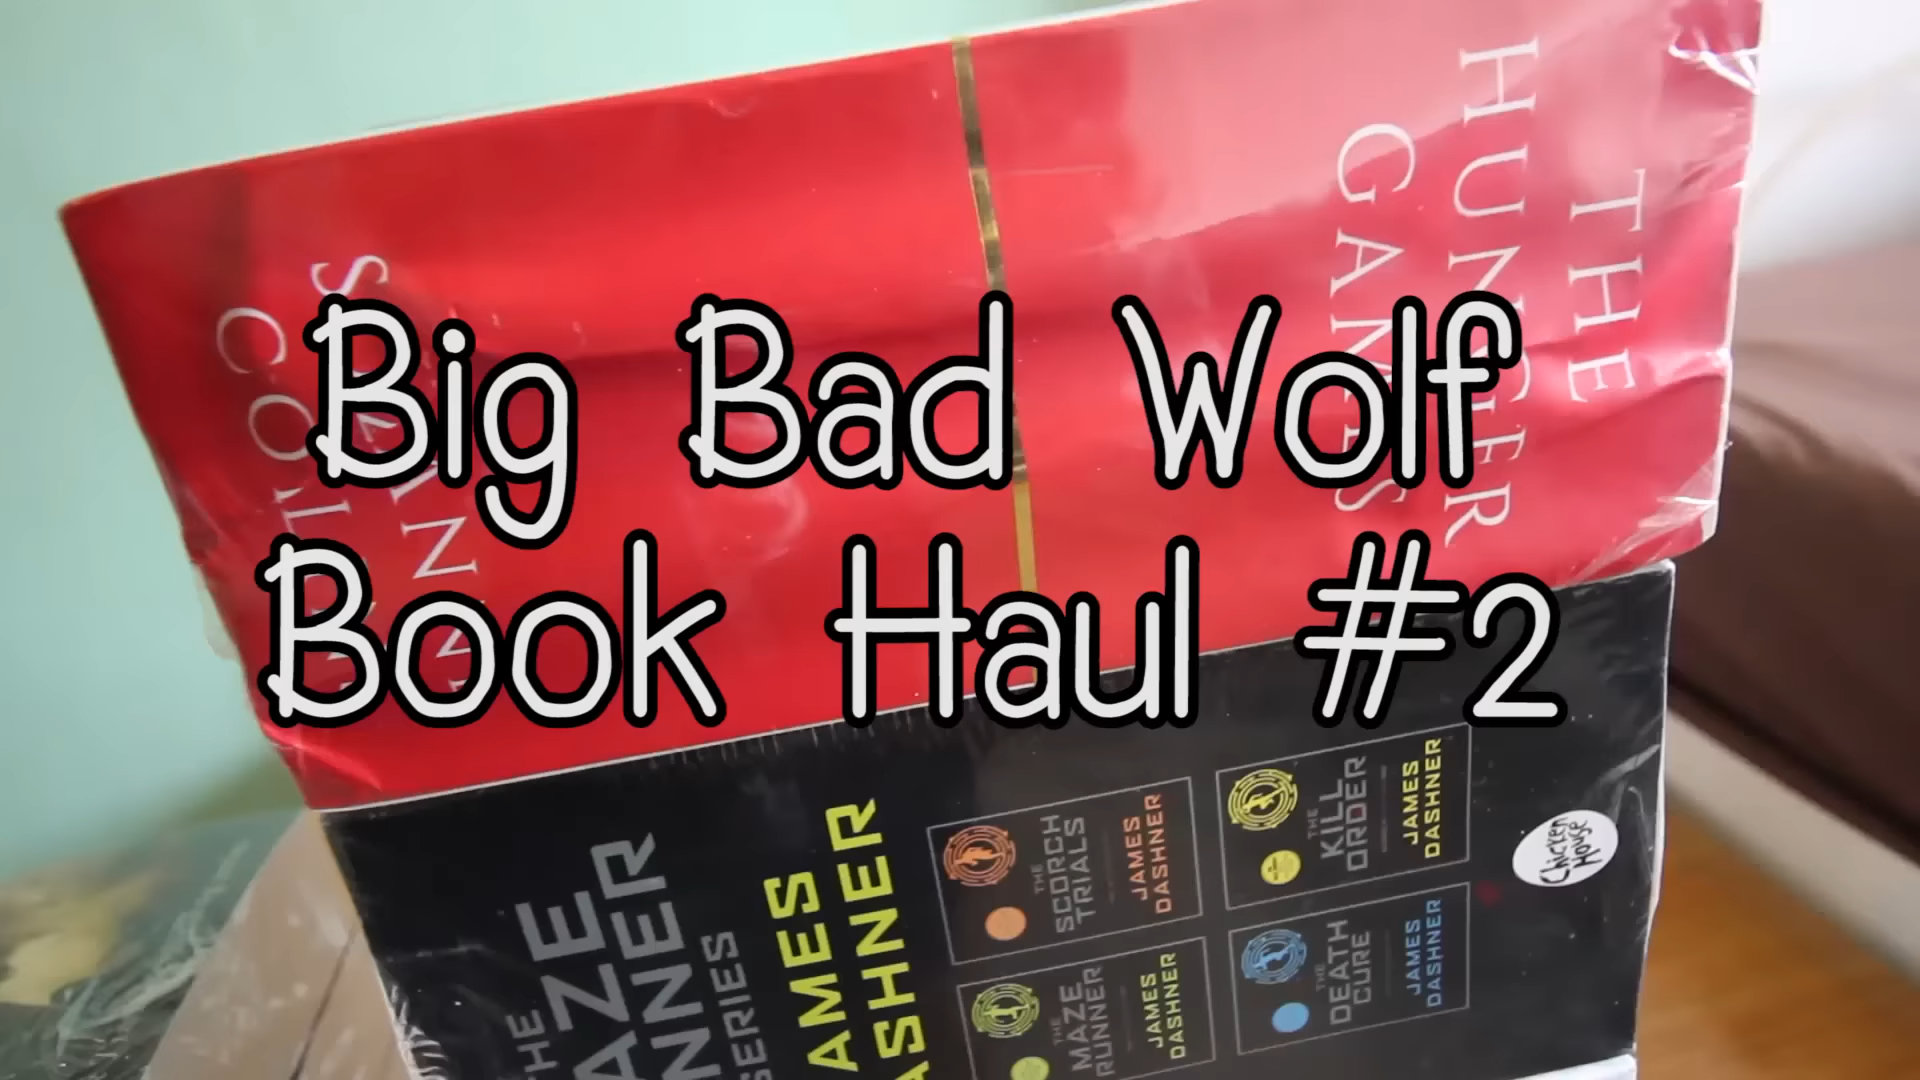 Big Bad Wolf
Book Haul #2
THE
HUNGER
GAMES
THE
SERIES
JAMES
DASHNER
THE
SCORCH
TRIALS
JAMES
DASHNER
THE
KILL
ORDER
JAMES
DASHNER
THE
MAZE
RUNNER
JAMES
DASHNER
THE
DEATH
CURE
JAMES
DASHNER
Chicken
House